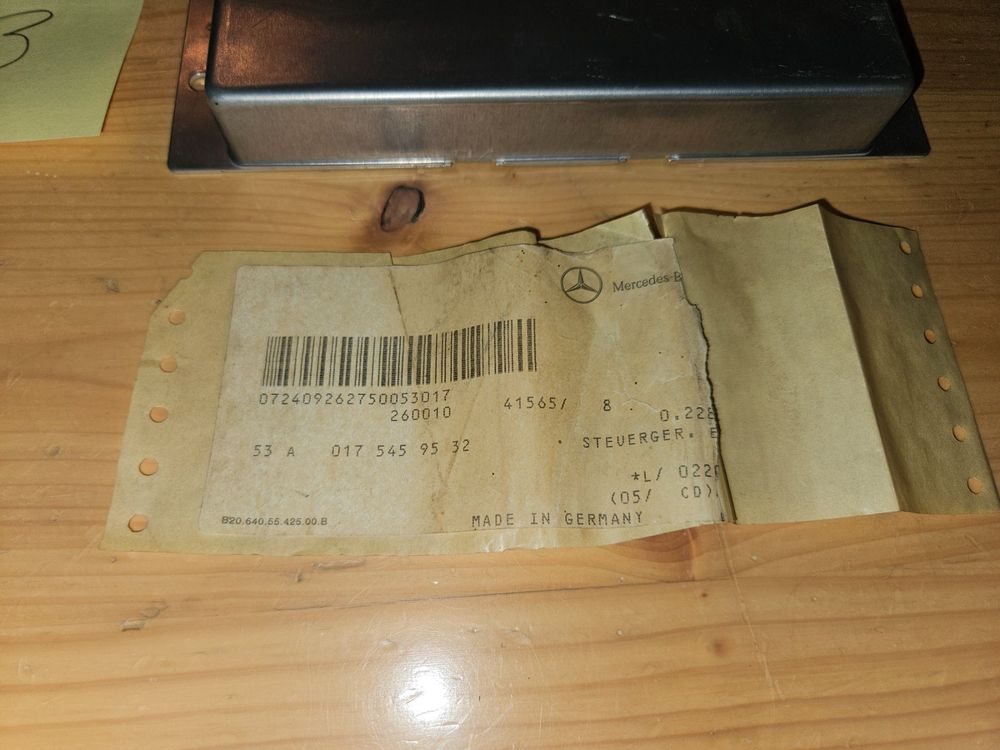 3
Mercedes-B
072409262750053017
260010
41565/ 8 0.228
53 A 017 545 95 32
STEUERGER. E
*L/ 022
(05/ CD)
B20.640.55.425.00.B
MADE IN GERMANY